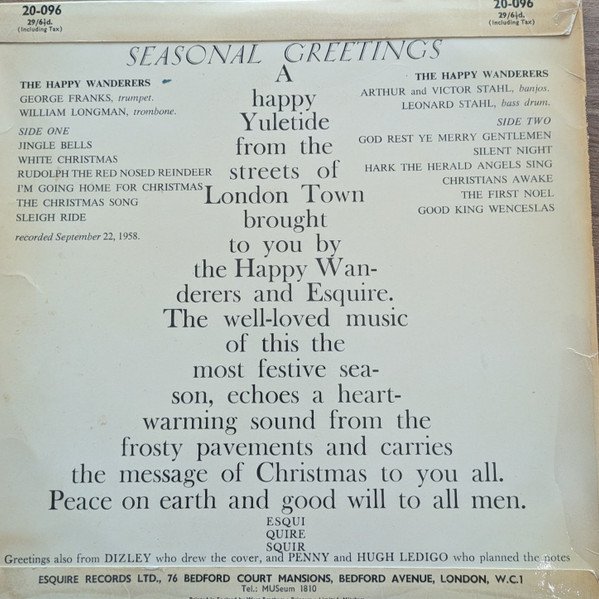 20-096
29/6½d.
(Including Tax)
20-096
29/6½d.
(Including Tax)
SEASONAL GREETINGS
THE HAPPY WANDERERS
GEORGE FRANKS, trumpet.
WILLIAM LONGMAN, trombone.
SIDE ONE
JINGLE BELLS
WHITE CHRISTMAS
RUDOLPH THE RED NOSED REINDEER
I'M GOING HOME FOR CHRISTMAS
THE CHRISTMAS SONG
SLEIGH RIDE
recorded September 22, 1958.
A
happy
Yuletide
from the
streets of
London Town
brought
to you by
the Happy Wan-
derers and Esquire.
The well-loved music
of this the
most festive sea-
son, echoes a heart-
warming sound from the
frosty pavements and carries
the message of Christmas to you all.
Peace on earth and good will to all men.
ESQUI
QUIRE
SQUIR
THE HAPPY WANDERERS
ARTHUR and VICTOR STAHL, banjos.
LEONARD STAHL, bass drum.
SIDE TWO
GOD REST YE MERRY GENTLEMEN
SILENT NIGHT
HARK THE HERALD ANGELS SING
CHRISTIANS AWAKE
THE FIRST NOEL
GOOD KING WENCESLAS
Greetings also from DIZLEY who drew the cover, and PENNY and HUGH LEDIGO who planned the notes
ESQUIRE RECORDS LTD., 76 BEDFORD COURT MANSIONS, BEDFORD AVENUE, LONDON, W.C.1
Tel.: MUSeum 1810